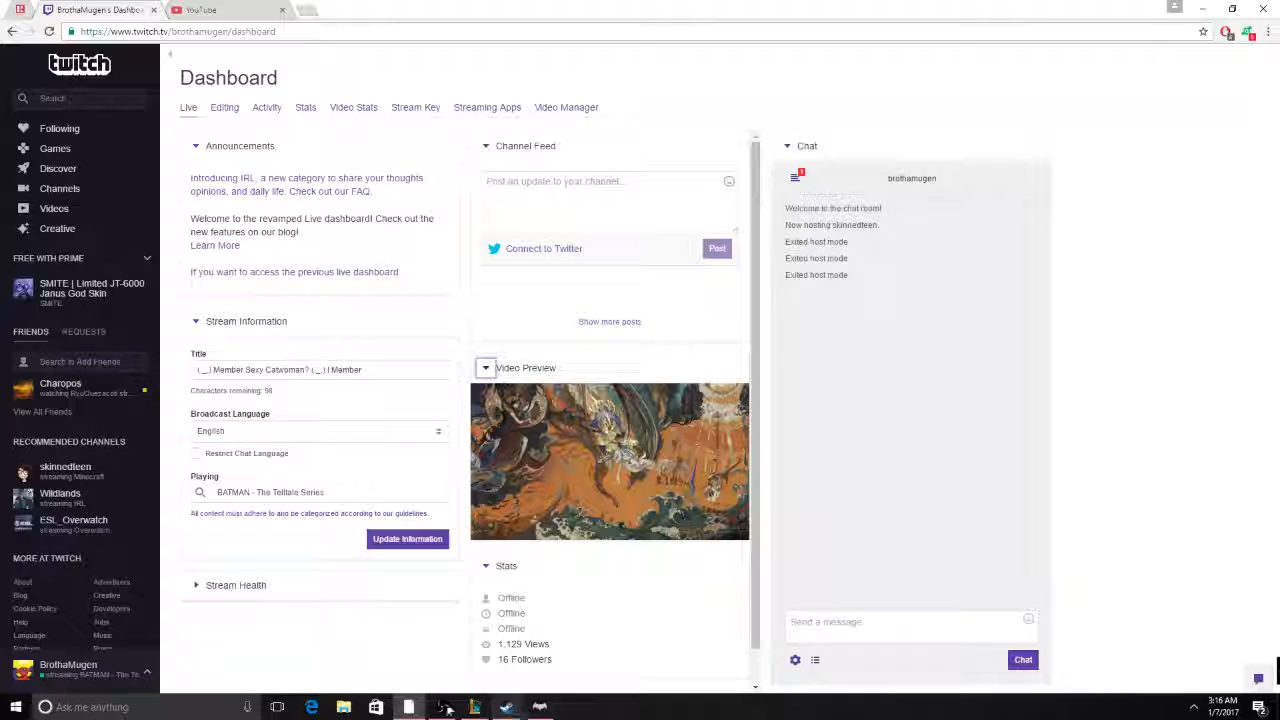 BrothaMugen's Dashbo
YouTube
https://www.twitch.tv/brothamugen/dashboard
twitch
Search
Following
Games
Discover
Channels
Videos
Creative
FREE WITH PRIME
SMITE | Limited JT-6000
Janus God Skin
SMITE
FRIENDS
REQUESTS
Search to Add Friends
Charopos
View All Friends
RECOMMENDED CHANNELS
skinnedteen
streaming Minecraft
Wildlands
streaming IRL
ESL_Overwatch
streaming Overwatch
MORE AT TWITCH
About
Advertisers
Blog
Creative
Cookie Policy
Developers
Help
Jobs
Language
Music
BrothaMugen
streaming BATMAN - The Te...
Dashboard
Live
Editing
Activity
Stats
Video Stats
Stream Key
Streaming Apps
Video Manager
Announcements
Introducing IRL, a new category to share your thoughts
opinions, and daily life. Check out our FAQ.
Welcome to the revamped Live dashboard! Check out the
new features on our blog!
Learn More
If you want to access the previous live dashboard
Stream Information
Title
(_._) Member Sexy Catwoman? (_._) I Member
Characters remaining: 98
Broadcast Language
English
Restrict Chat Language
Playing
BATMAN - The Telltale Series
All content must adhere to and be categorized according to our guidelines.
Update Information
Stream Health
Channel Feed
Post an update to your channel...
Connect to Twitter
Post
Show more posts
Video Preview
Stats
Offline
Offline
Offline
1,129 Views
16 Followers
Chat
1
brothamugen
Welcome to the chat room!
Now hosting skinnedteen.
Exited host mode
Exited host mode
Exited host mode
Send a message
Chat
Ask me anything
3:16 AM
1/7/2017
2